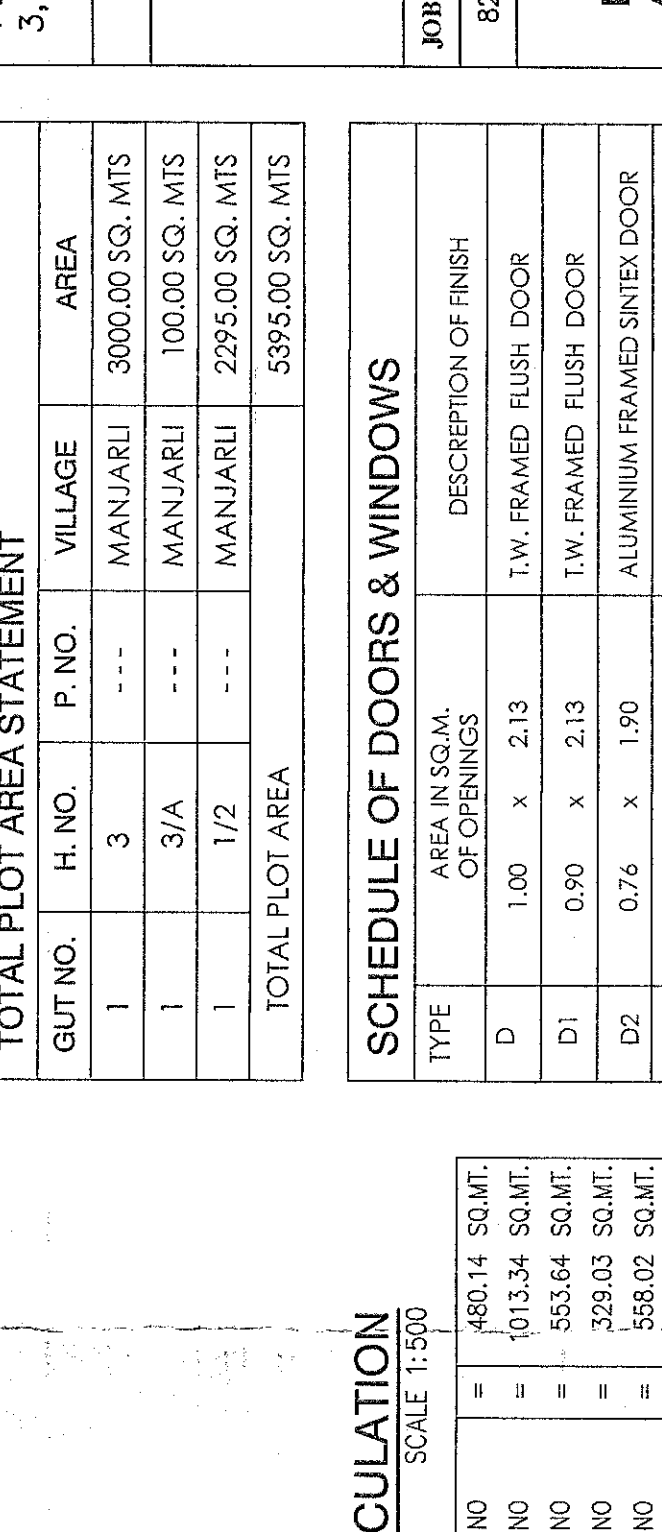 3,
JOB
82
TOTAL PLOT AREA STATEMENT
GUT NO. H. NO. P. NO. VILLAGE AREA
1 3 --- MANJARLI 3000.00 SQ. MTS
1 3/A --- MANJARLI 100.00 SQ. MTS
1 1/2 --- MANJARLI 2295.00 SQ. MTS
TOTAL PLOT AREA 5395.00 SQ. MTS
SCHEDULE OF DOORS & WINDOWS
TYPE AREA IN SQ.M. OF OPENINGS DESCREPTION OF FINISH
D 1.00 x 2.13 T.W. FRAMED FLUSH DOOR
D1 0.90 x 2.13 T.W. FRAMED FLUSH DOOR
D2 0.76 x 1.90 ALUMINIUM FRAMED SINTEX DOOR
CULATION
SCALE 1:500
NO = 480.14 SQ.MT.
NO = 1013.34 SQ.MT.
NO = 553.64 SQ.MT.
NO = 329.03 SQ.MT.
NO = 558.02 SQ.MT.